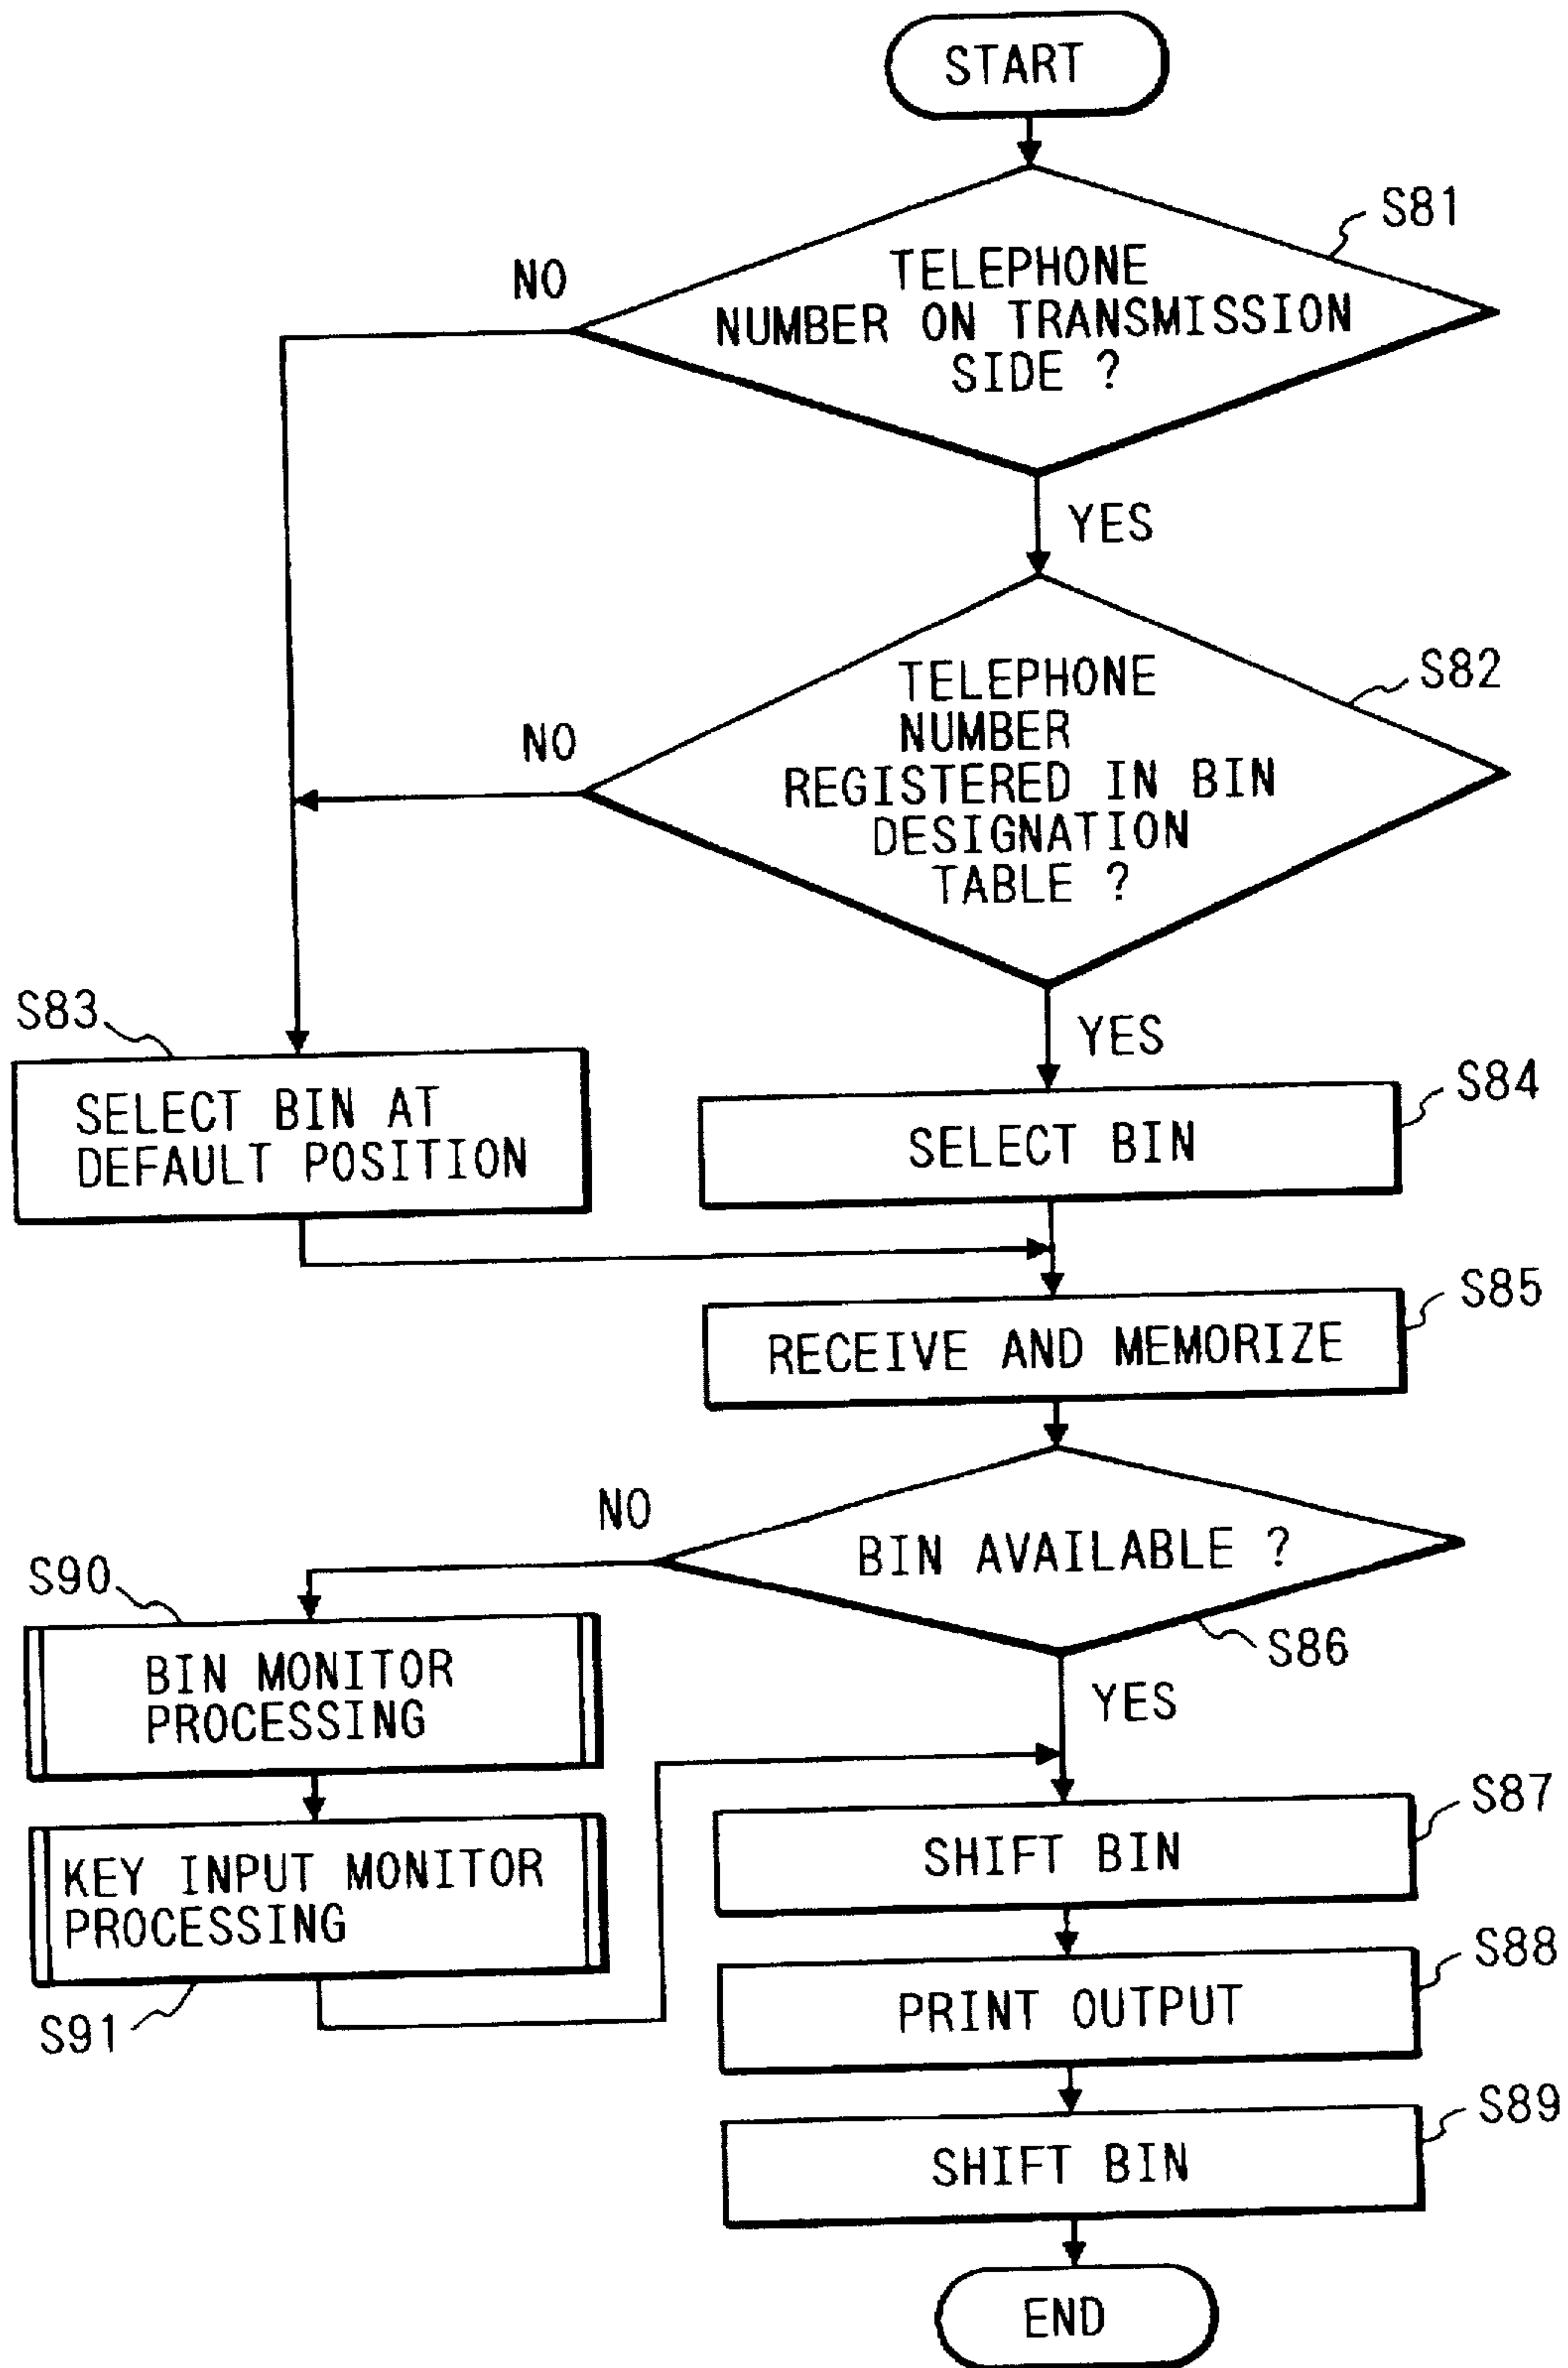 START
S81
NO
TELEPHONE
NUMBER ON TRANSMISSION
SIDE ?
YES
S82
NO
TELEPHONE
NUMBER
REGISTERED IN BIN
DESIGNATION
TABLE ?
S83
YES
SELECT BIN AT
DEFAULT POSITION
S84
SELECT BIN
S85
RECEIVE AND MEMORIZE
NO
BIN AVAILABLE ?
S86
S90
BIN MONITOR
PROCESSING
YES
KEY INPUT MONITOR
PROCESSING
S91
S87
SHIFT BIN
S88
PRINT OUTPUT
S89
SHIFT BIN
END